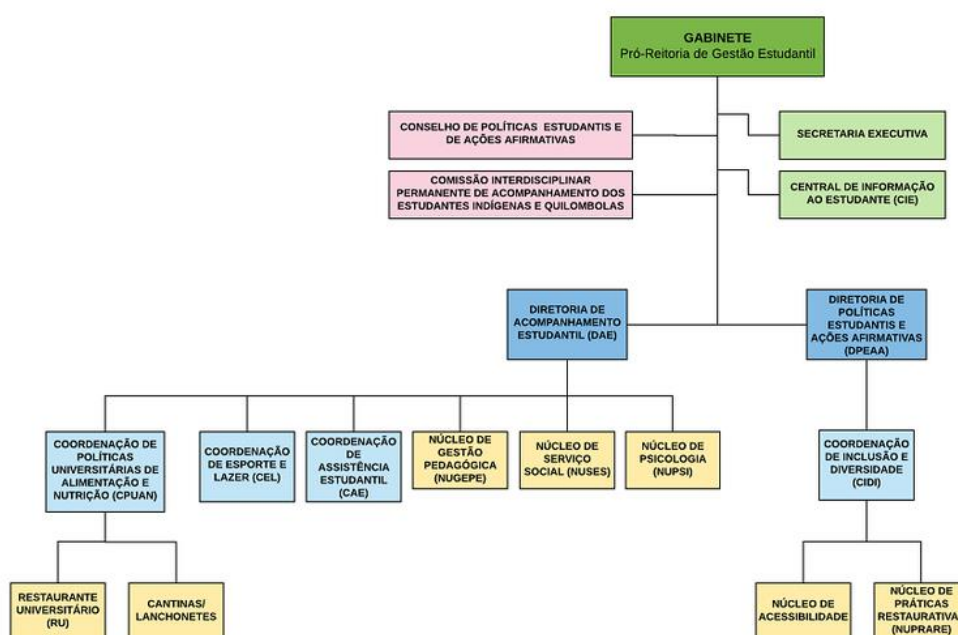 GABINETE
Pró-Reitoria de Gestão Estudantil
CONSELHO DE POLÍTICAS ESTUDANTIS E
DE AÇÕES AFIRMATIVAS
SECRETARIA EXECUTIVA
COMISSÃO INTERDISCIPLINAR
PERMANENTE DE ACOMPANHAMENTO DOS
ESTUDANTES INDÍGENAS E QUILOMBOLAS
CENTRAL DE INFORMAÇÃO
AO ESTUDANTE (CIE)
DIRETORIA DE
ACOMPANHAMENTO
ESTUDANTIL (DAE)
DIRETORIA DE
POLÍTICAS
ESTUDANTIS E
AÇÕES AFIRMATIVAS
(DPEAA)
COORDENAÇÃO DE
POLÍTICAS
UNIVERSITÁRIAS DE
ALIMENTAÇÃO E
NUTRIÇÃO (CPUAN)
COORDENAÇÃO
DE ESPORTE E
LAZER (CEL)
COORDENAÇÃO
DE
ASSISTÊNCIA
ESTUDANTIL
(CAE)
NÚCLEO DE
GESTÃO
PEDAGÓGICA
(NUGEPE)
NÚCLEO DE
SERVIÇO
SOCIAL (NUSES)
NÚCLEO DE
PSICOLOGIA
(NUPSI)
COORDENAÇÃO
DE INCLUSÃO E
DIVERSIDADE
(CIDI)
RESTAURANTE
UNIVERSITÁRIO
(RU)
CANTINAS/
LANCHONETES
NÚCLEO DE
ACESSIBILIDADE
NÚCLEO DE
PRÁTICAS
RESTAURATIVA
(NUPRARE)